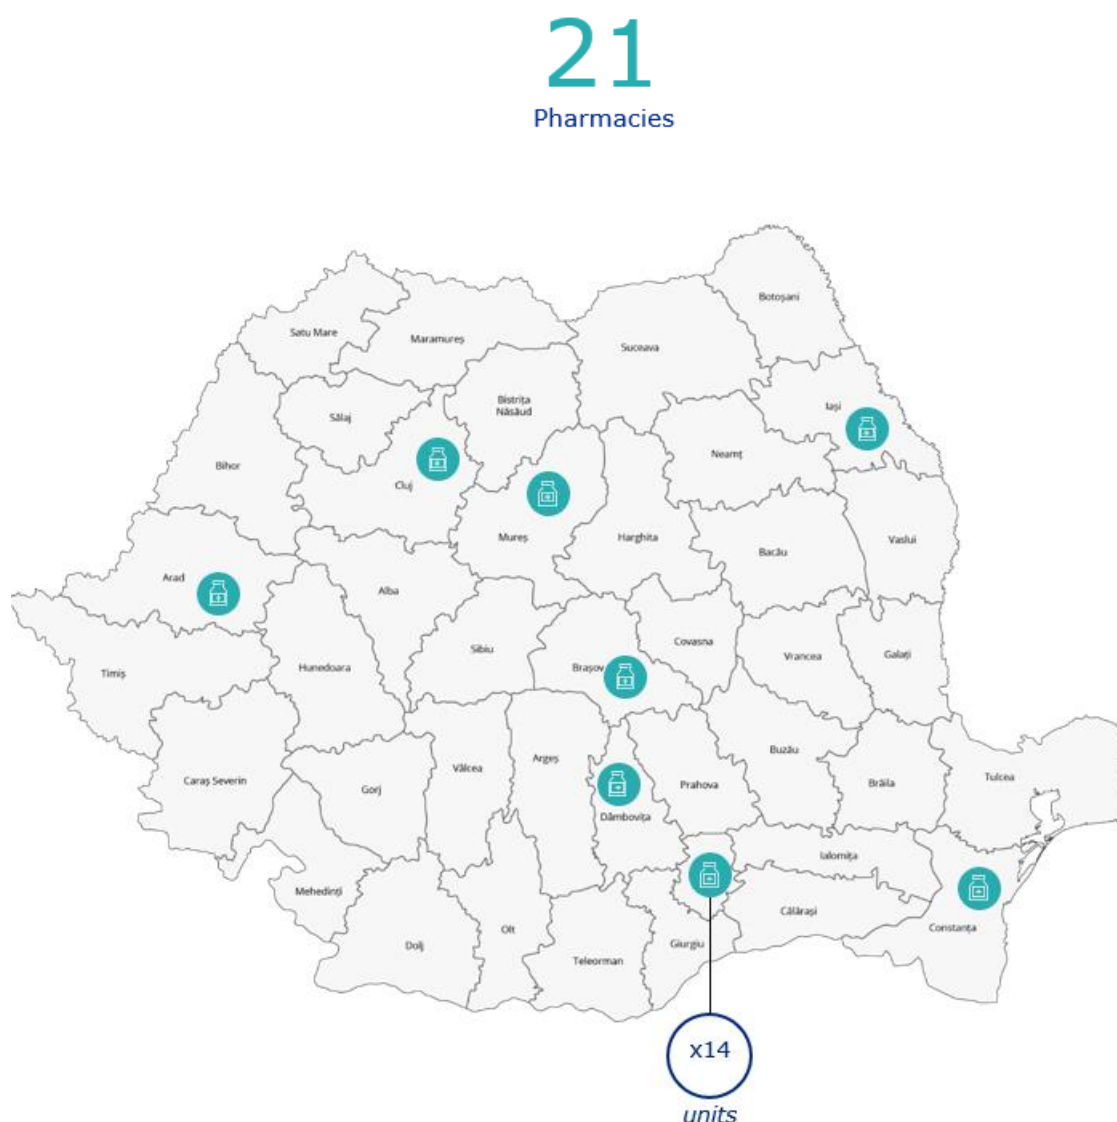 21
Pharmacies
Botoșani
Satu Mare
Maramureș
Suceava
Bistrița
Năsăud
Iași
Sălaj
Neamț
Bihor
Cluj
Mureș
Harghita
Vaslui
Bacău
Arad
Alba
Covasna
Sibiu
Vrancea
Galați
Timiș
Hunedoara
Brașov
Buzău
Argeș
Vâlcea
Caraș Severin
Gorj
Prahova
Brăila
Tulcea
Dâmbovița
Ialomița
Mehedinți
Călărași
Constanța
Olt
Dolj
Giurgiu
Teleorman
x14
units